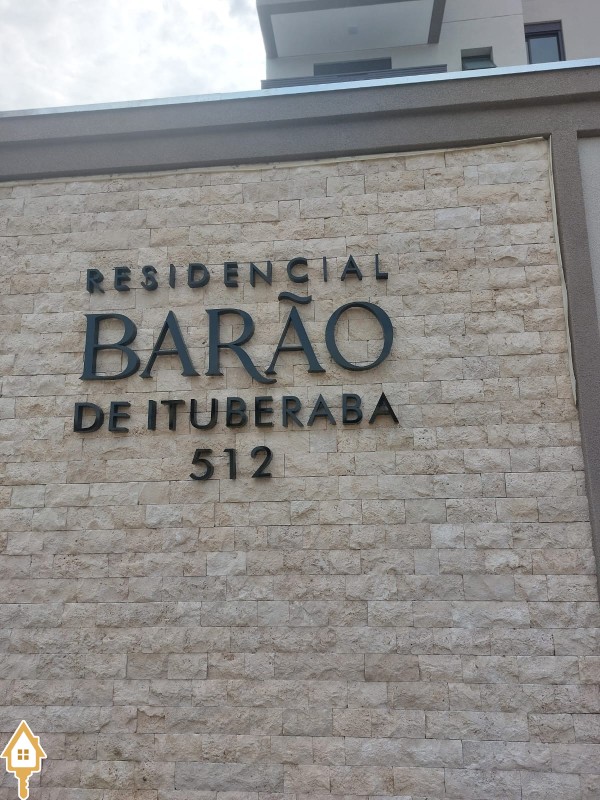 RESIDENCIAL
BARÃO
DE ITUBERABA
512